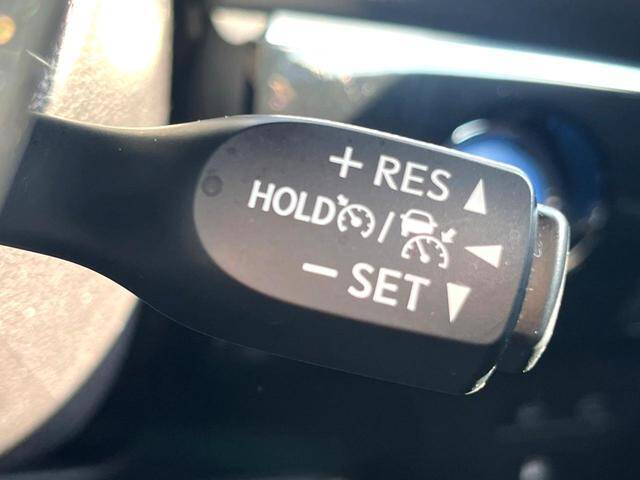 + RES
HOLD /
− SET